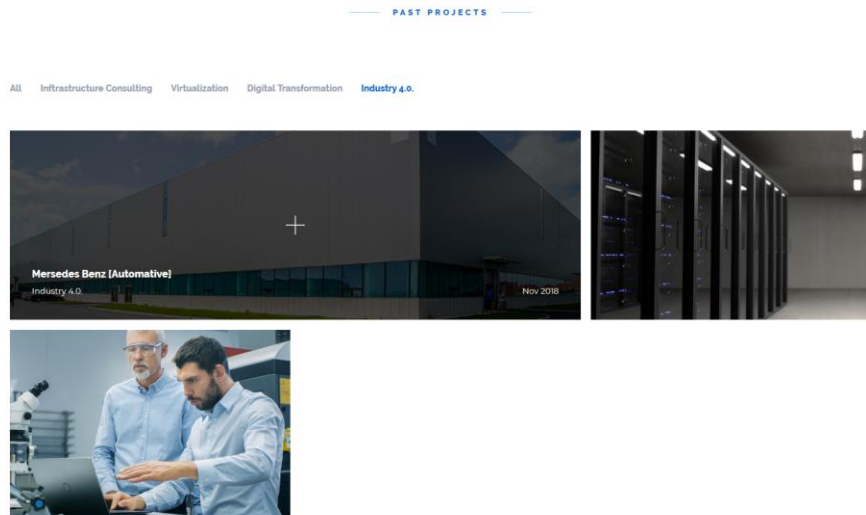 PAST PROJECTS
All Inftrastructure Consulting Virtualization Digital Transformation Industry 4.0.
Mersedes Benz [Automative]
Industry 4.0. Nov 2018